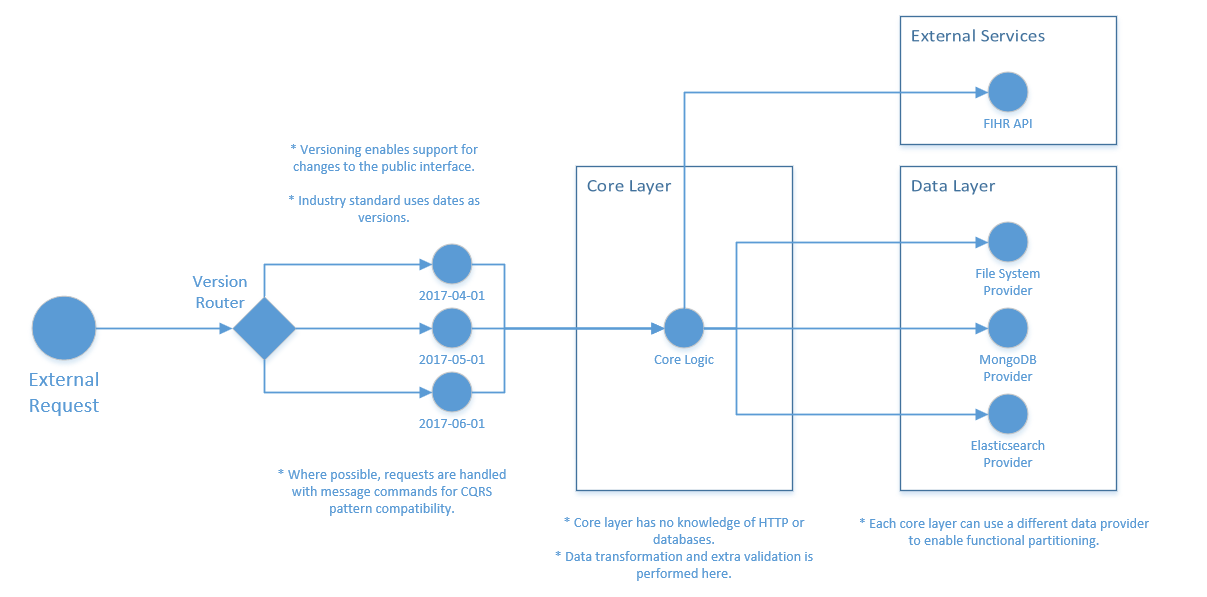 External Services
FIHR API
* Versioning enables support for
changes to the public interface.
* Industry standard uses dates as
versions.
Core Layer
Data Layer
File System
Provider
Version
Router
2017-04-01
External
Request
2017-05-01
Core Logic
MongoDB
Provider
2017-06-01
Elasticsearch
Provider
* Where possible, requests are handled
with message commands for CQRS
pattern compatibility.
* Core layer has no knowledge of HTTP or
databases.
* Data transformation and extra validation is
performed here.
* Each core layer can use a different data provider
to enable functional partitioning.